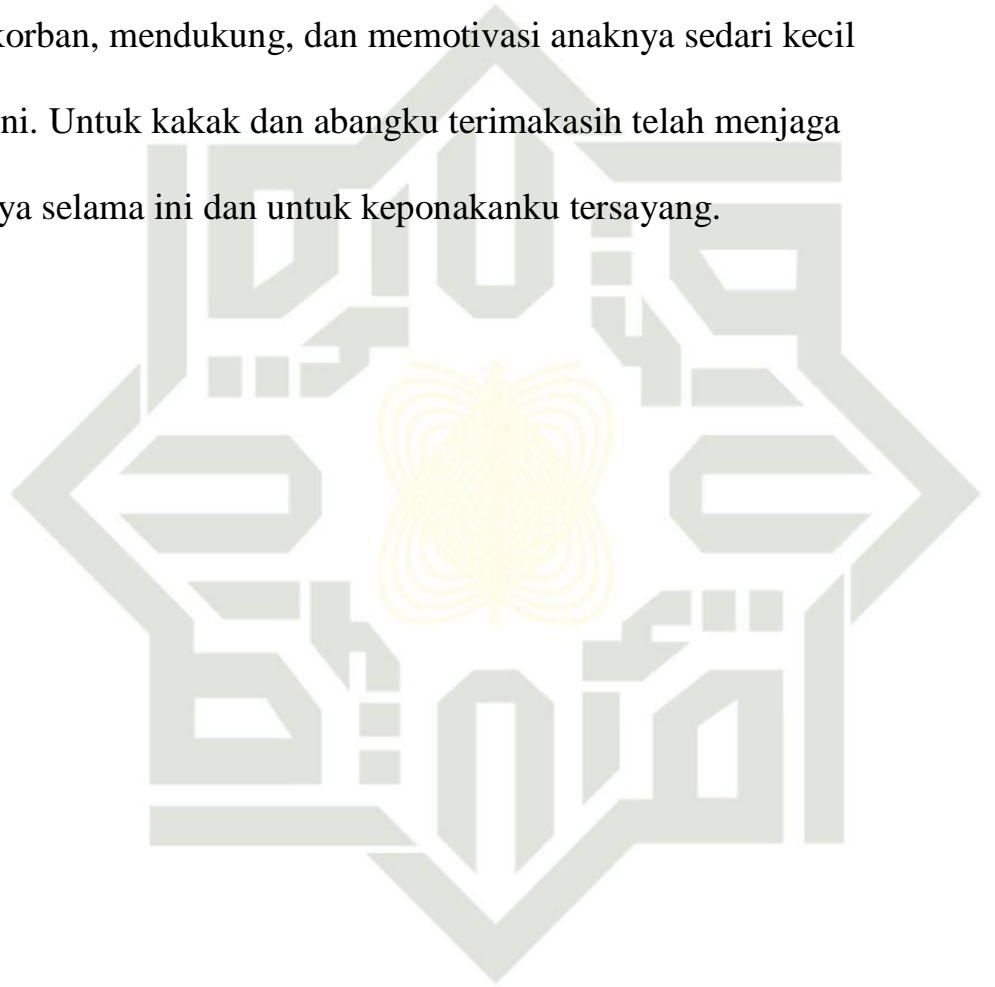 korban, mendukung, dan memotivasi anaknya sedari kecil
ni. Untuk kakak dan abangku terimakasih telah menjaga
ya selama ini dan untuk keponakanku tersayang.